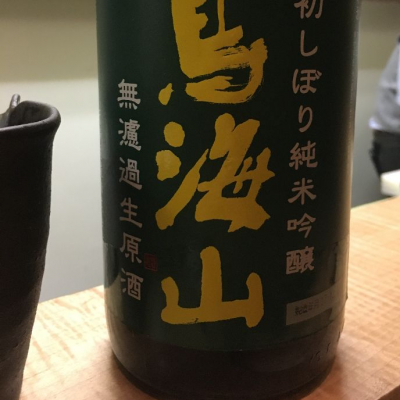 初しぼり純米吟醸
鳥海山
無濾過生原酒